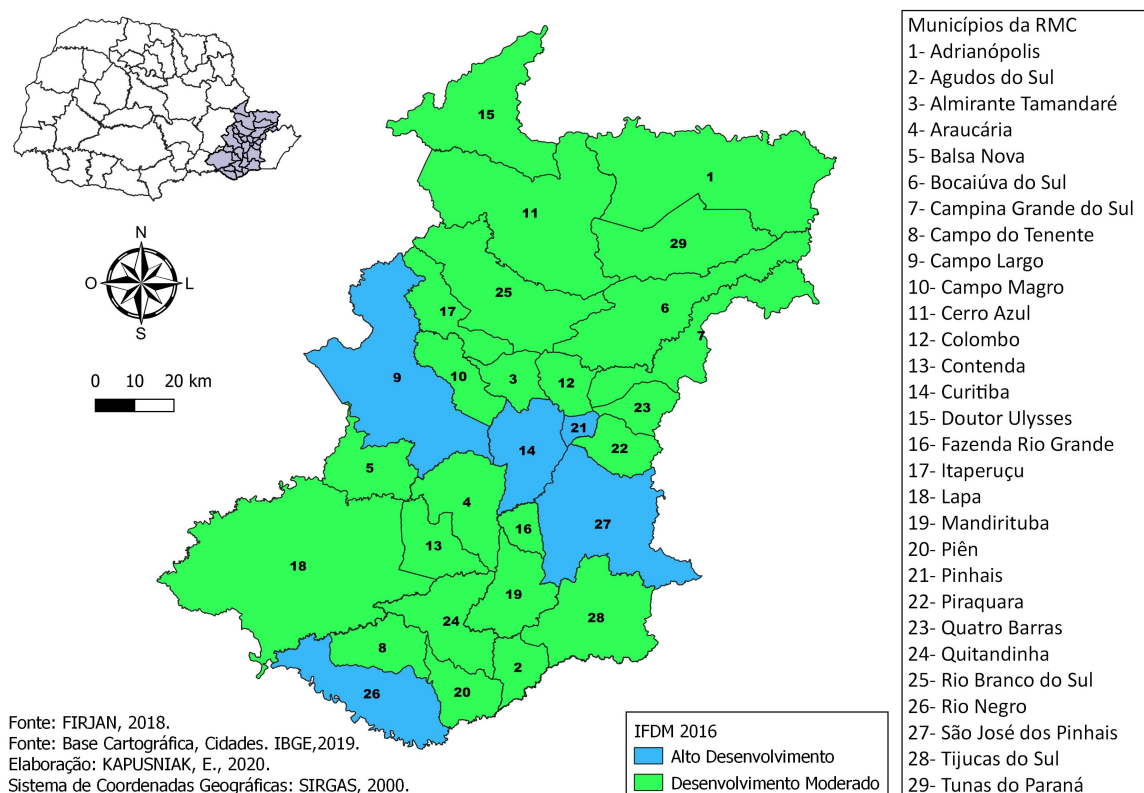 N
O
L
S
0 10 20 km
15
1
11
29
25
6
17
7
9
10
3
12
23
21
22
14
5
4
27
16
13
18
19
28
24
8
2
26
20
Fonte: FIRJAN, 2018.
Fonte: Base Cartográfica, Cidades. IBGE,2019.
Elaboração: KAPUSNIAK, E., 2020.
Sistema de Coordenadas Geográficas: SIRGAS, 2000.
IFDM 2016
Alto Desenvolvimento
Desenvolvimento Moderado
Municípios da RMC
1- Adrianópolis
2- Agudos do Sul
3- Almirante Tamandaré
4- Araucária
5- Balsa Nova
6- Bocaiúva do Sul
7- Campina Grande do Sul
8- Campo do Tenente
9- Campo Largo
10- Campo Magro
11- Cerro Azul
12- Colombo
13- Contenda
14- Curitiba
15- Doutor Ulysses
16- Fazenda Rio Grande
17- Itaperuçu
18- Lapa
19- Mandirituba
20- Piên
21- Pinhais
22- Piraquara
23- Quatro Barras
24- Quitandinha
25- Rio Branco do Sul
26- Rio Negro
27- São José dos Pinhais
28- Tijucas do Sul
29- Tunas do Paraná